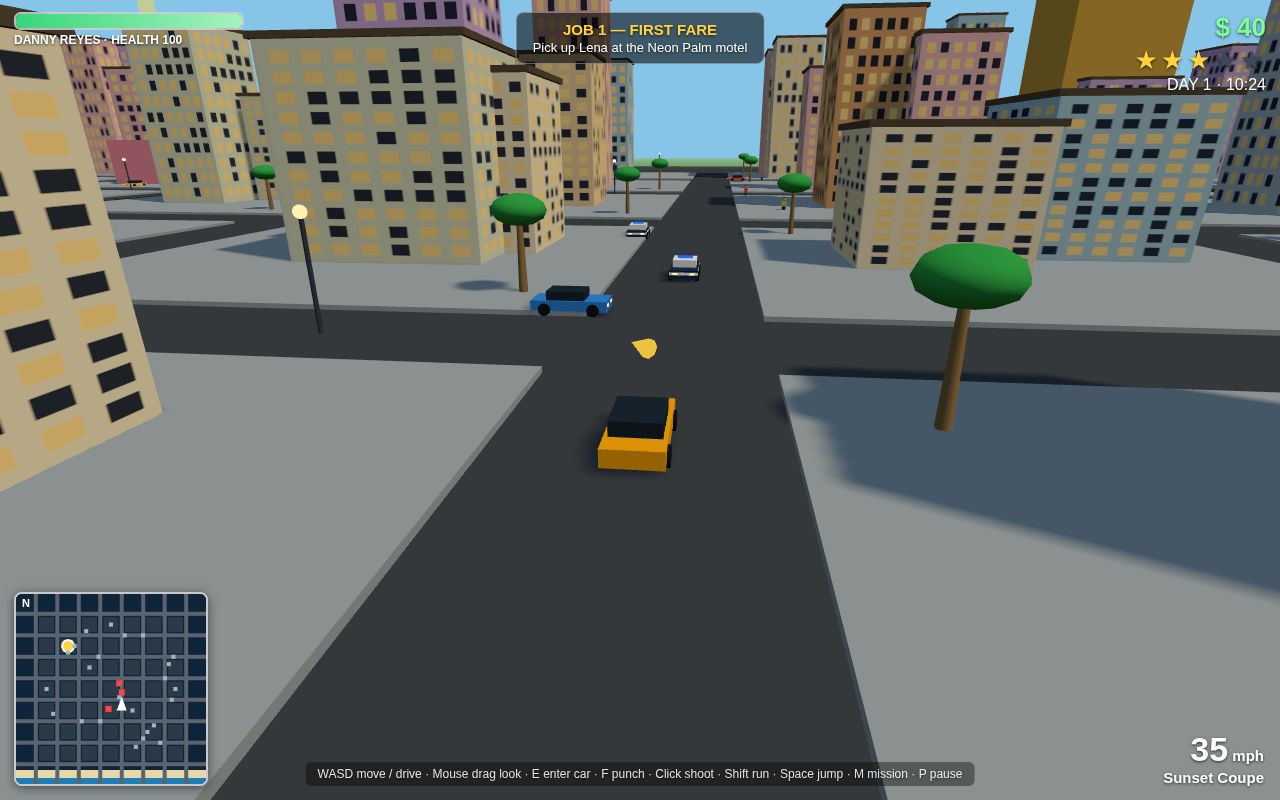 DANNY REYES · HEALTH 100
JOB 1 — FIRST FARE
Pick up Lena at the Neon Palm motel
$ 40
DAY 1 · 10:24
N
WASD move / drive · Mouse drag look · E enter car · F punch · Click shoot · Shift run · Space jump · M mission · P pause
35 mph
Sunset Coupe